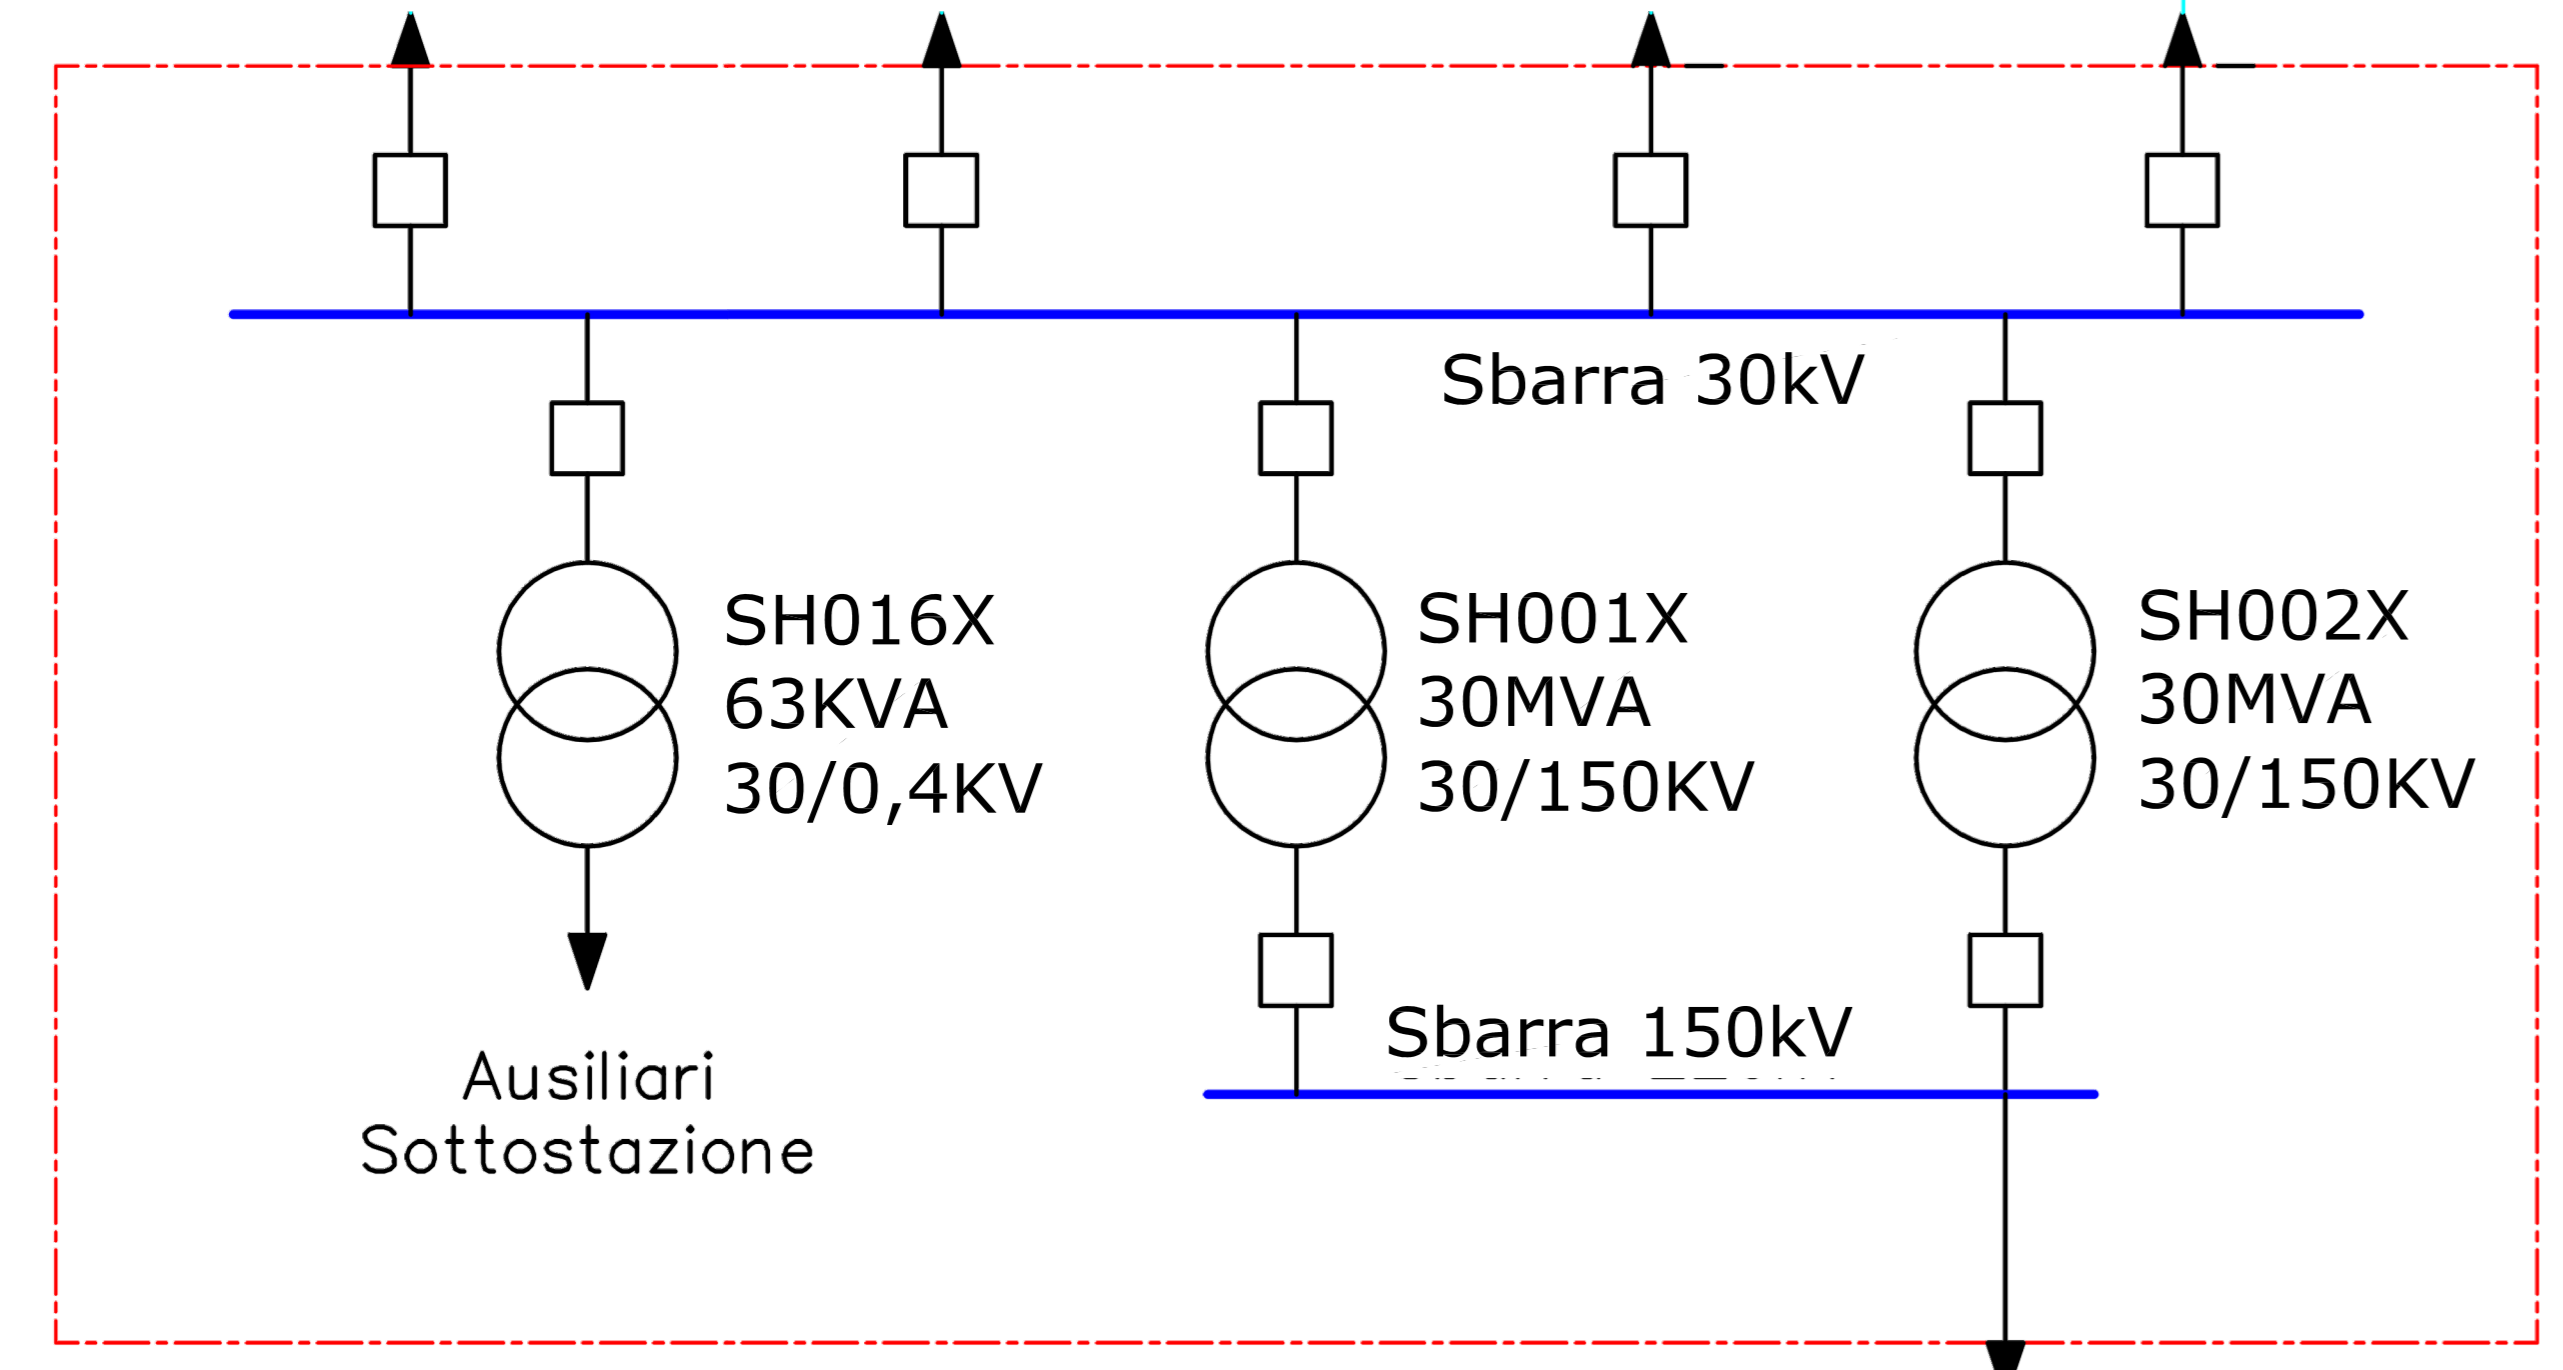 Sbarra 30kV
SH016X
63KVA
30/0,4KV
SH001X
30MVA
30/150KV
SH002X
30MVA
30/150KV
Sbarra 150kV
Ausiliari
Sottostazione